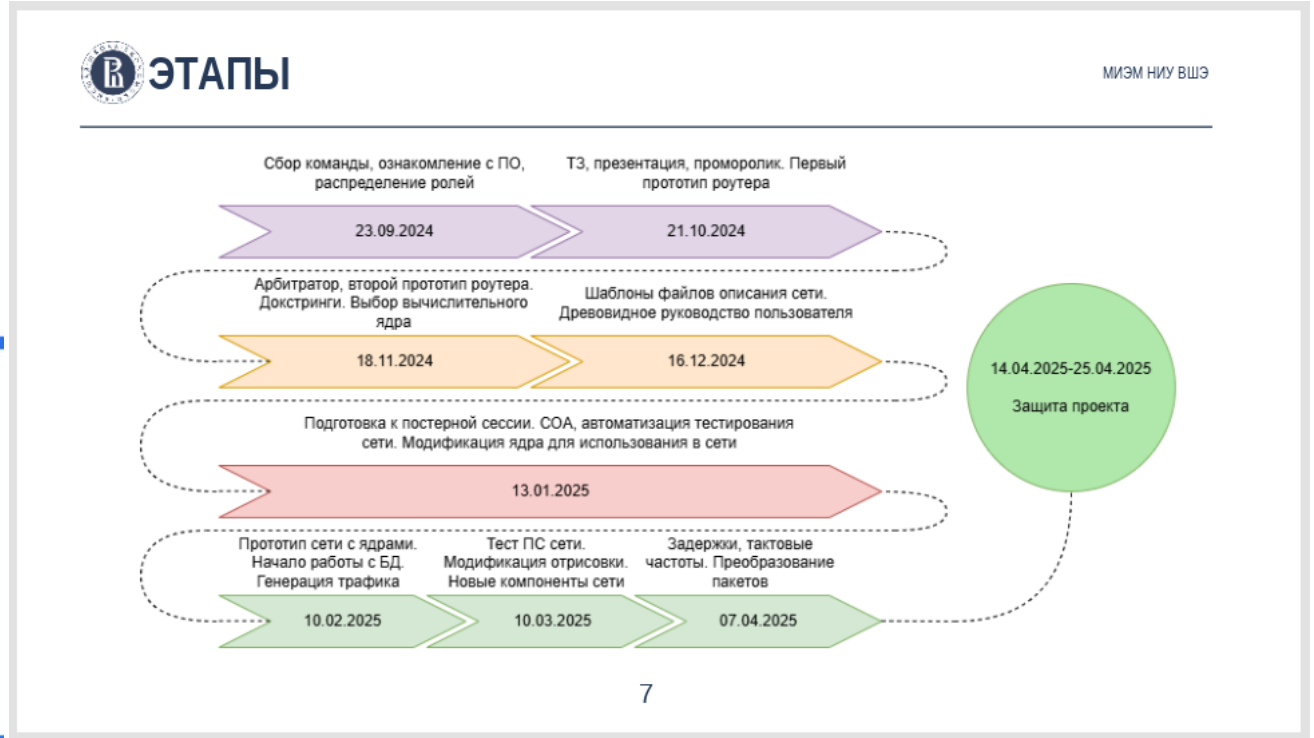 ЭТАПЫ
МИЭМ НИУ ВШЭ
Сбор команды, ознакомление с ПО,
распределение ролей
23.09.2024
ТЗ, презентация, проморолик. Первый
прототип роутера
21.10.2024
Арбитратор, второй прототип роутера.
Докстринги. Выбор вычислительного
ядра
18.11.2024
Шаблоны файлов описания сети.
Древовидное руководство пользователя
16.12.2024
Подготовка к постерной сессии. СОА, автоматизация тестирования
сети. Модификация ядра для использования в сети
13.01.2025
Прототип сети с ядрами.
Начало работы с БД.
Генерация трафика
10.02.2025
Тест ПС сети.
Модификация отрисовки.
Новые компоненты сети
10.03.2025
Задержки, тактовые
частоты. Преобразование
пакетов
07.04.2025
14.04.2025-25.04.2025
Защита проекта
7